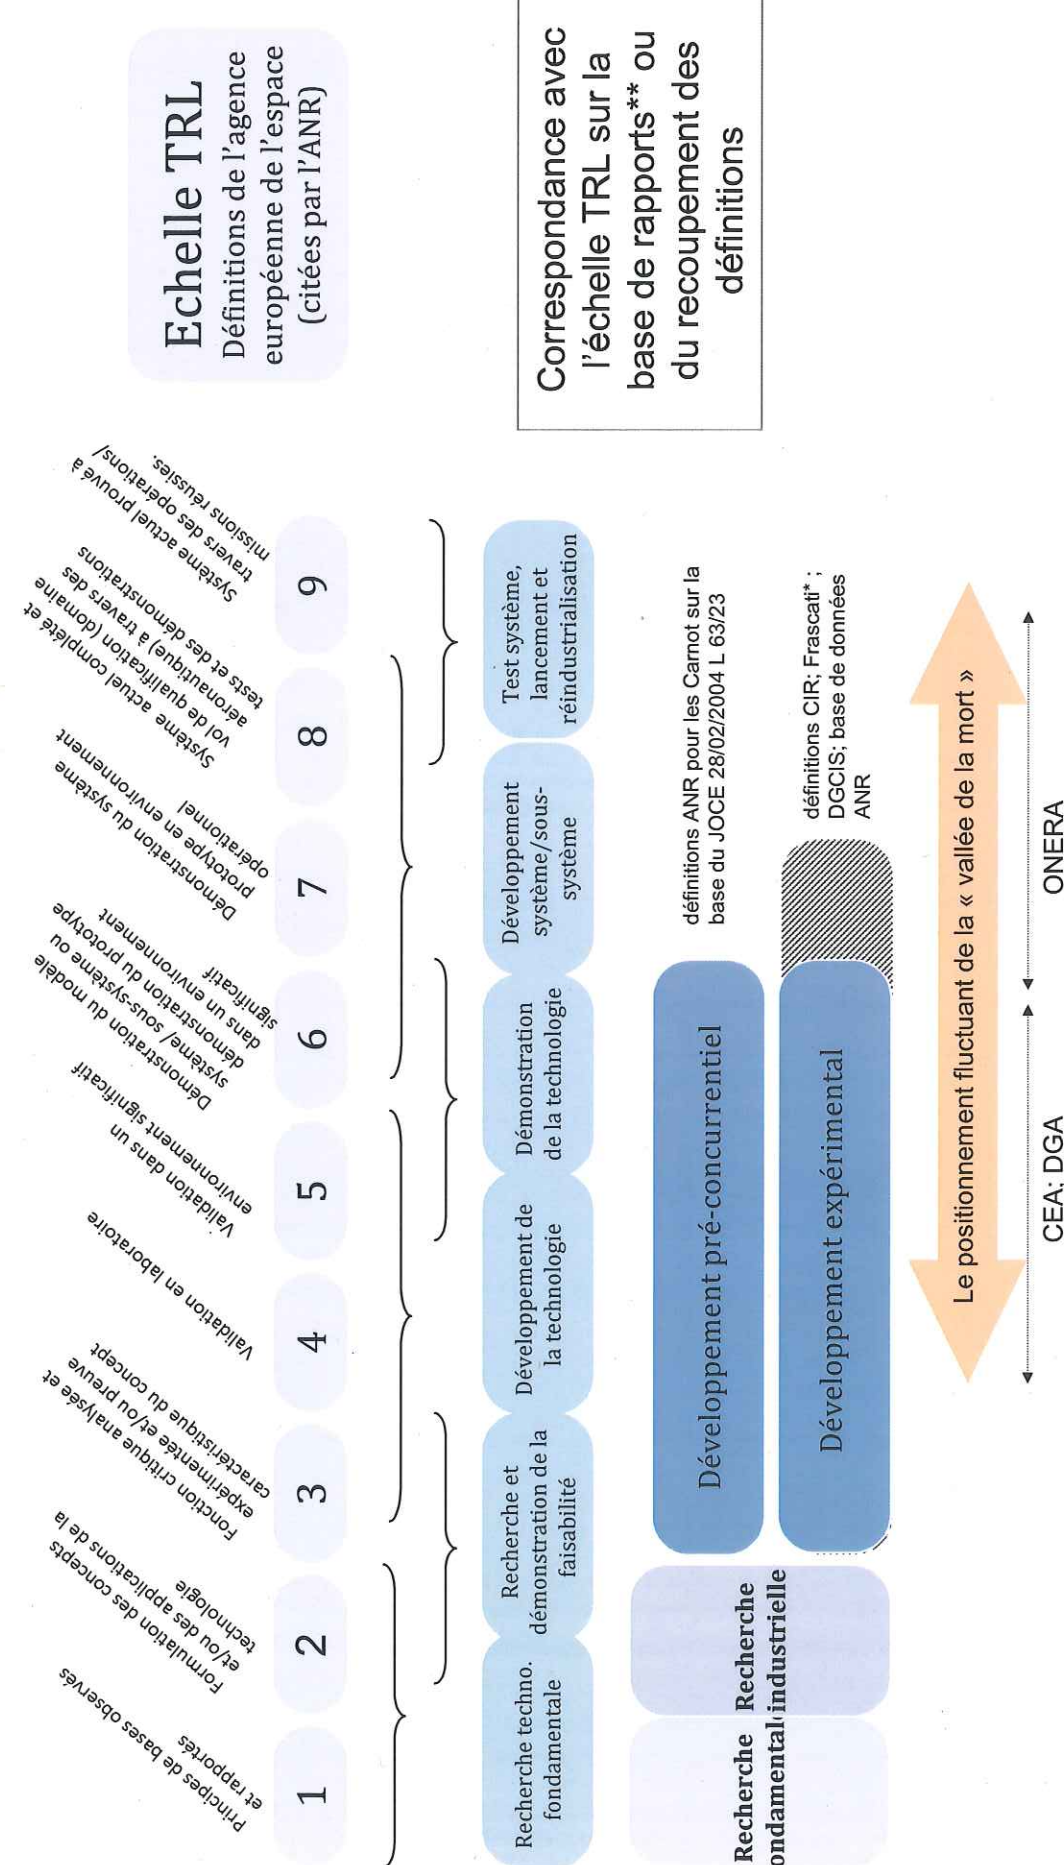 Echelle TRL
Définitions de l'agence
européenne de l'espace
(citées par l'ANR)
Principes de bases observés
et rapportés
Formulation des concepts
et/ou des applications de la
technologie
Fonction critique analysée et
expérimentée et/ou preuve
caractéristique du concept
Validation en laboratoire
Validation dans un
environnement significatif
Démonstration du modèle
système/ sous-système ou
démonstration du prototype
dans un environnement
significatif
Démonstration du système
prototype en environnement
opérationnel
Système actuel complété et
vol de qualification (domaine
aéronautique) à travers des
tests et des démonstrations
Système actuel prouvé à
travers des opérations/
missions réussies.
1
2
3
4
5
6
7
8
9
Correspondance avec
l'échelle TRL sur la
base de rapports** ou
du recoupement des
définitions
Recherche techno.
fondamentale
Recherche et
démonstration de la
faisabilité
Développement de
la technologie
Démonstration
de la technologie
Développement
système/sous-
système
Test système,
lancement et
réindustrialisation
Recherche
ondamental
Recherche
industrielle
Développement pré-concurrentiel
définitions ANR pour les Carnot sur la
base du JOCE 28/02/2004 L 63/23
Développement expérimental
définitions CIR; Frascati* ;
DGCIS; base de données
ANR
Le positionnement fluctuant de la « vallée de la mort »
CEA; DGA
ONERA